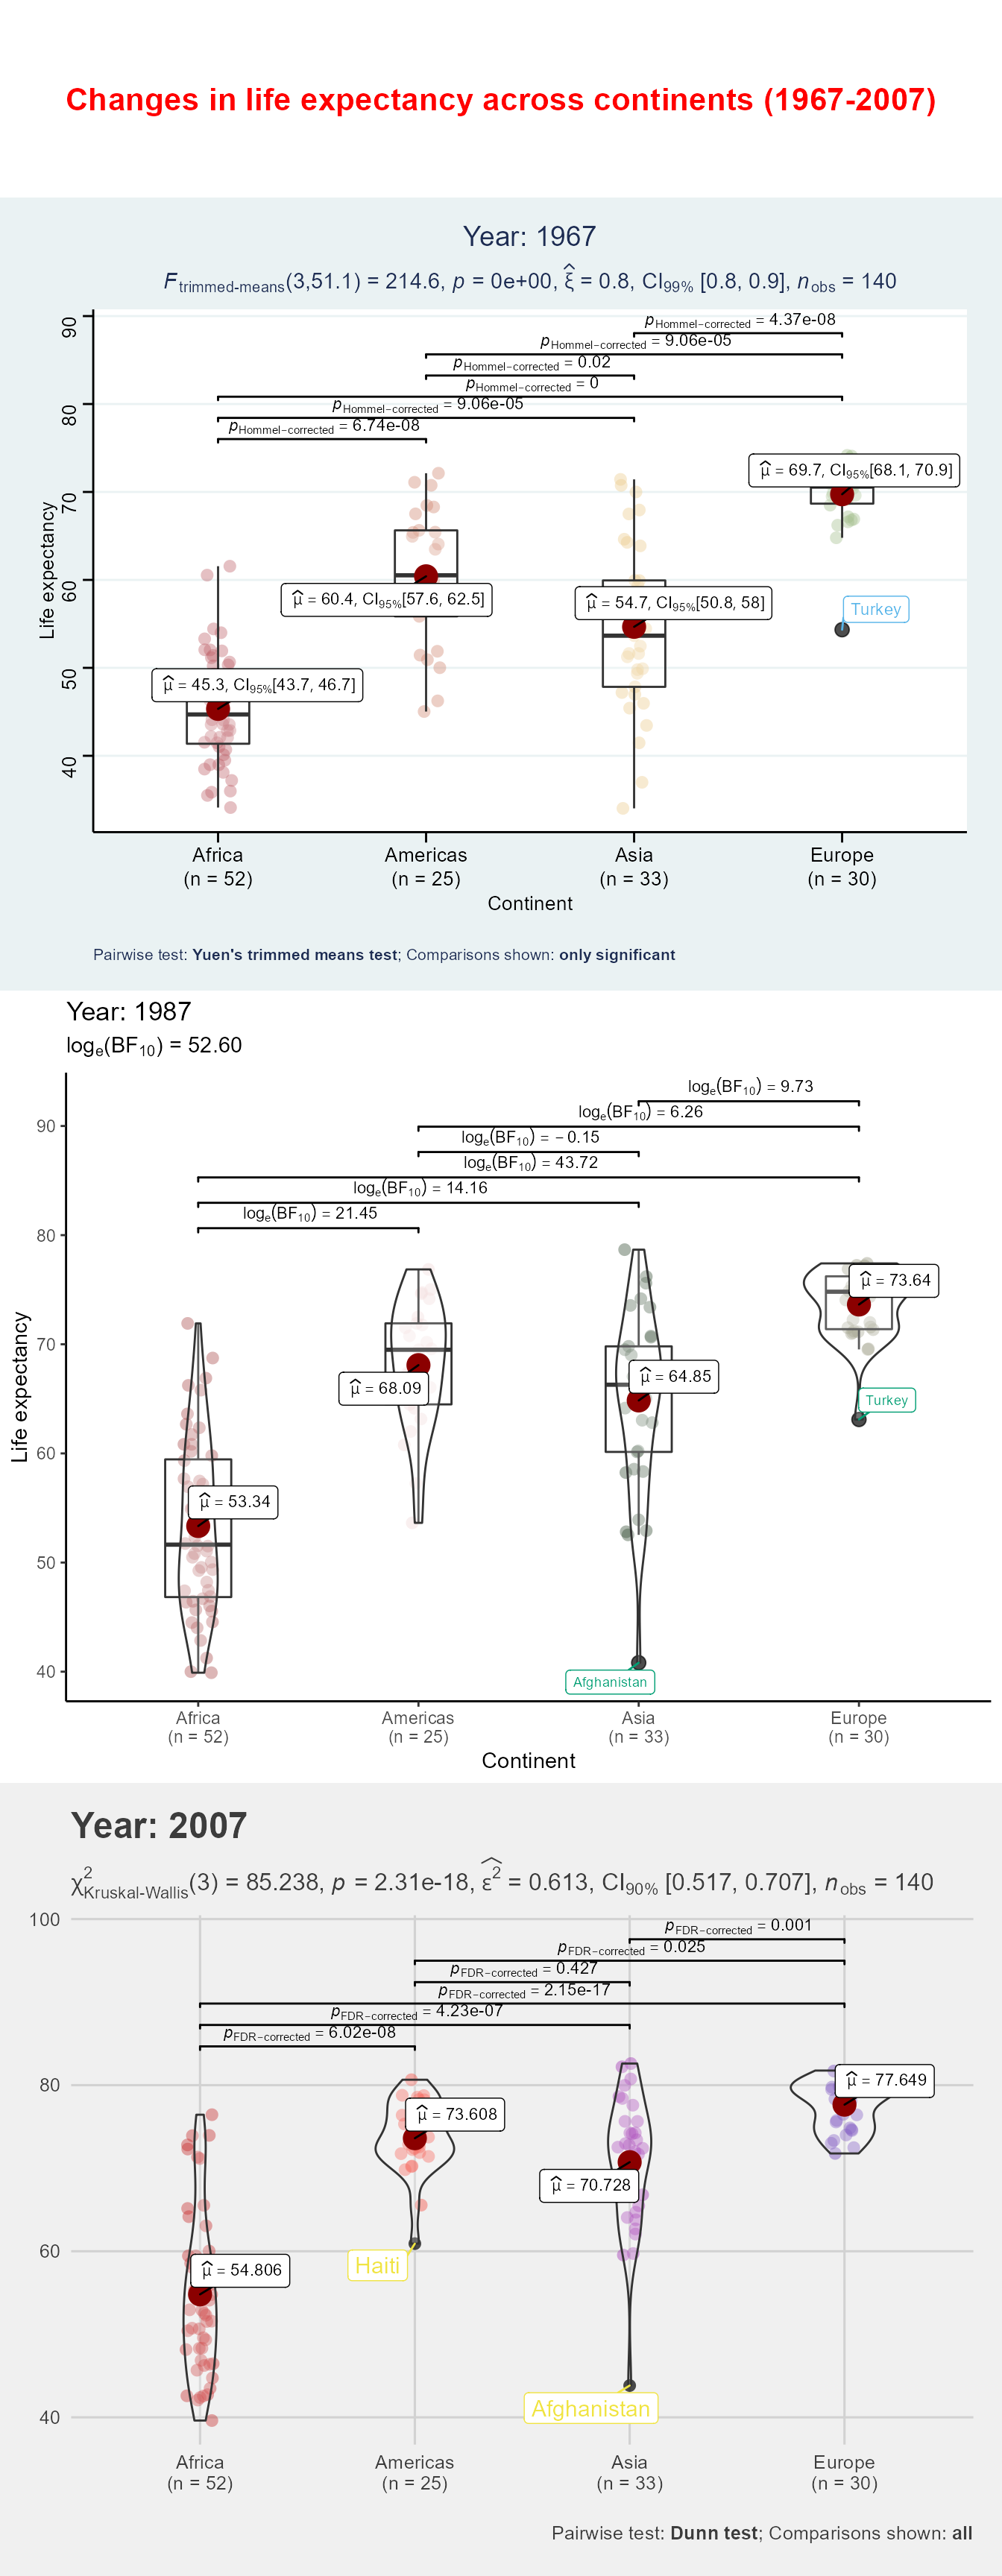 Changes in life expectancy across continents (1967-2007)
Year: 1967
F trimmed-means(3,51.1) = 214.6, p = 0e+00, ξ̂ = 0.8, CI99% [0.8, 0.9], nobs = 140
pHommel−corrected = 4.37e-08
pHommel−corrected = 9.06e-05
pHommel−corrected = 0.02
pHommel−corrected = 0
pHommel−corrected = 9.06e-05
pHommel−corrected = 6.74e-08
90
80
70
60
50
40
Life expectancy
μ̂ = 69.7, CI95%[68.1, 70.9]
μ̂ = 60.4, CI95%[57.6, 62.5]
μ̂ = 54.7, CI95%[50.8, 58]
Turkey
μ̂ = 45.3, CI95%[43.7, 46.7]
Africa Americas Asia Europe
(n = 52) (n = 25) (n = 33) (n = 30)
Continent
Pairwise test: Yuen's trimmed means test; Comparisons shown: only significant
Year: 1987
loge(BF10) = 52.60
loge(BF10) = 9.73
loge(BF10) = 6.26
loge(BF10) = − 0.15
loge(BF10) = 43.72
loge(BF10) = 14.16
loge(BF10) = 21.45
90
80
70
60
50
40
Life expectancy
μ̂ = 73.64
μ̂ = 68.09
μ̂ = 64.85
Turkey
μ̂ = 53.34
Afghanistan
Africa Americas Asia Europe
(n = 52) (n = 25) (n = 33) (n = 30)
Continent
Year: 2007
χ2Kruskal-Wallis(3) = 85.238, p = 2.31e-18, ε̂2 = 0.613, CI90% [0.517, 0.707], nobs = 140
pFDR−corrected = 0.001
pFDR−corrected = 0.025
pFDR−corrected = 0.427
pFDR−corrected = 2.15e-17
pFDR−corrected = 4.23e-07
pFDR−corrected = 6.02e-08
100
80
60
40
μ̂ = 77.649
μ̂ = 73.608
μ̂ = 70.728
Haiti
μ̂ = 54.806
Afghanistan
Africa Americas Asia Europe
(n = 52) (n = 25) (n = 33) (n = 30)
Pairwise test: Dunn test; Comparisons shown: all